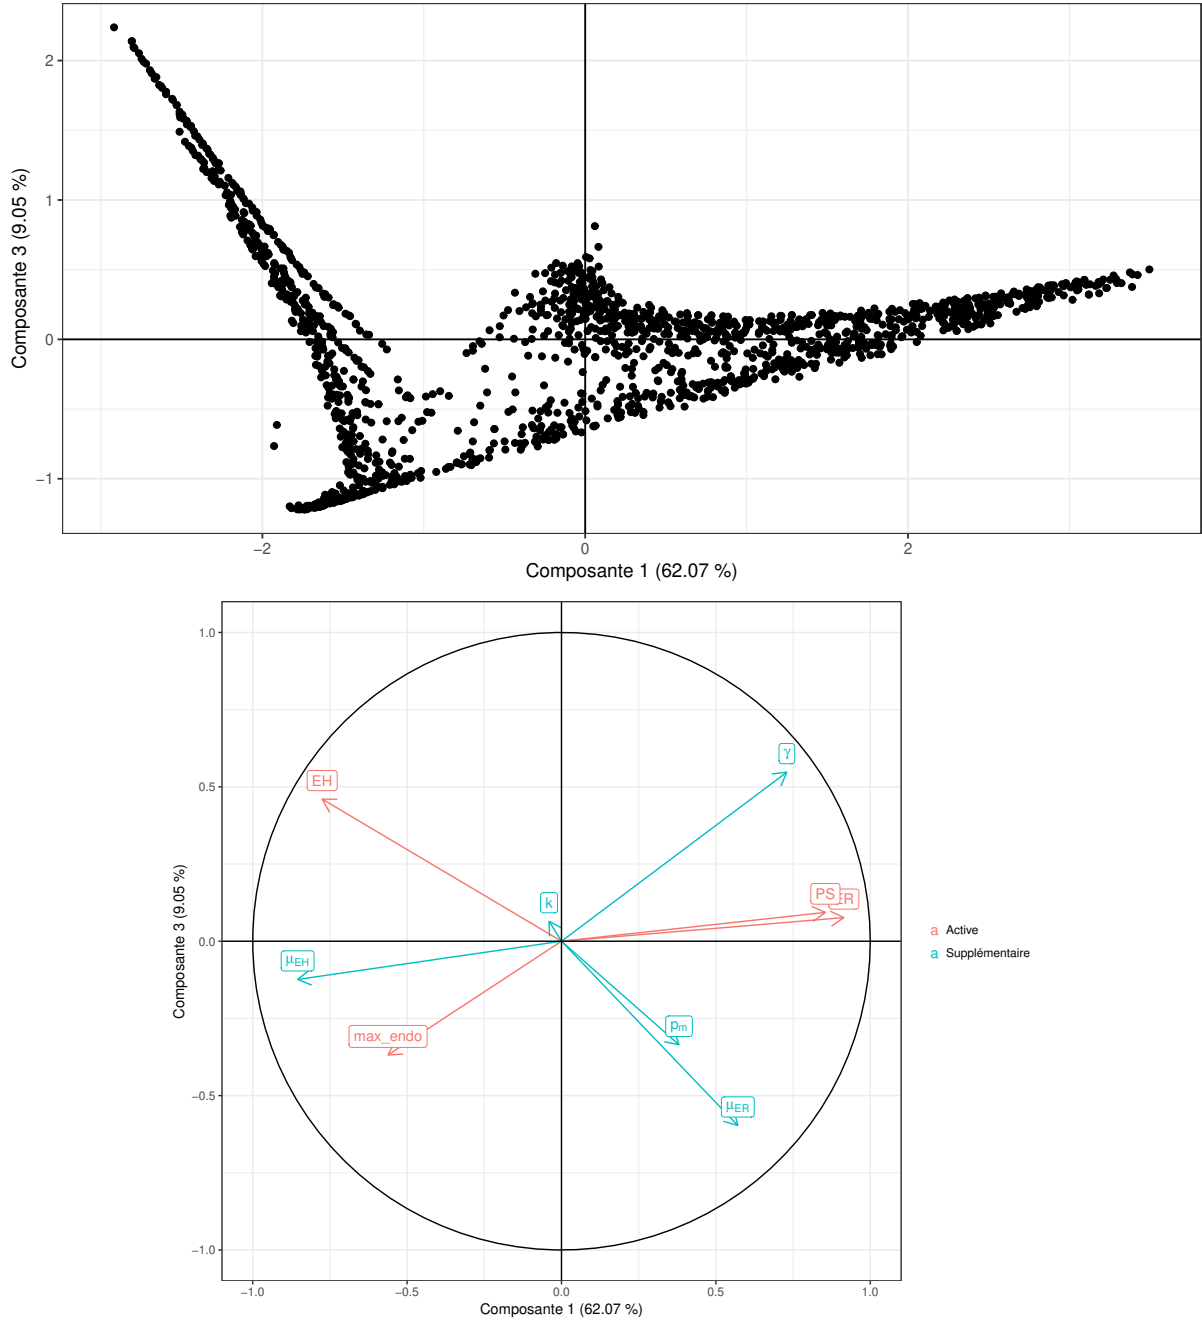 2
1
0
−1
Composante 3 (9.05 %)
−2
0
2
Composante 1 (62.07 %)
1.0
0.5
0.0
−0.5
−1.0
Composante 3 (9.05 %)
γ
EH
PS
ER
k
μEH
pm
max_endo
μER
−1.0
−0.5
0.0
0.5
1.0
Composante 1 (62.07 %)
a Active
a Supplémentaire